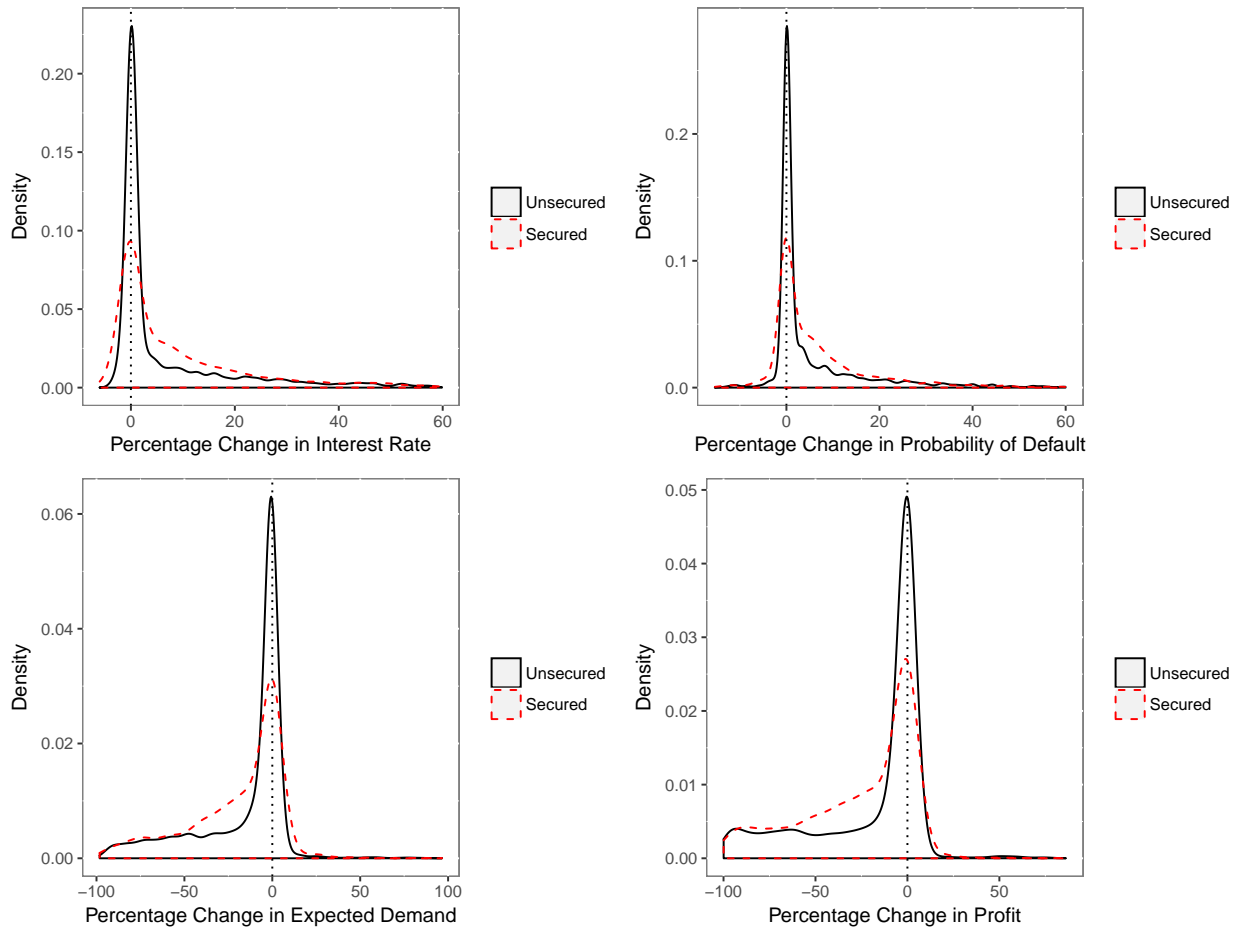 Density
0.20
0.15
0.10
0.05
0.00
0 20 40 60
Percentage Change in Interest Rate
Unsecured
Secured
Density
0.2
0.1
0.0
0 20 40 60
Percentage Change in Probability of Default
Unsecured
Secured
Density
0.06
0.04
0.02
0.00
−100 −50 0 50 100
Percentage Change in Expected Demand
Unsecured
Secured
Density
0.05
0.04
0.03
0.02
0.01
0.00
−100 −50 0 50
Percentage Change in Profit
Unsecured
Secured